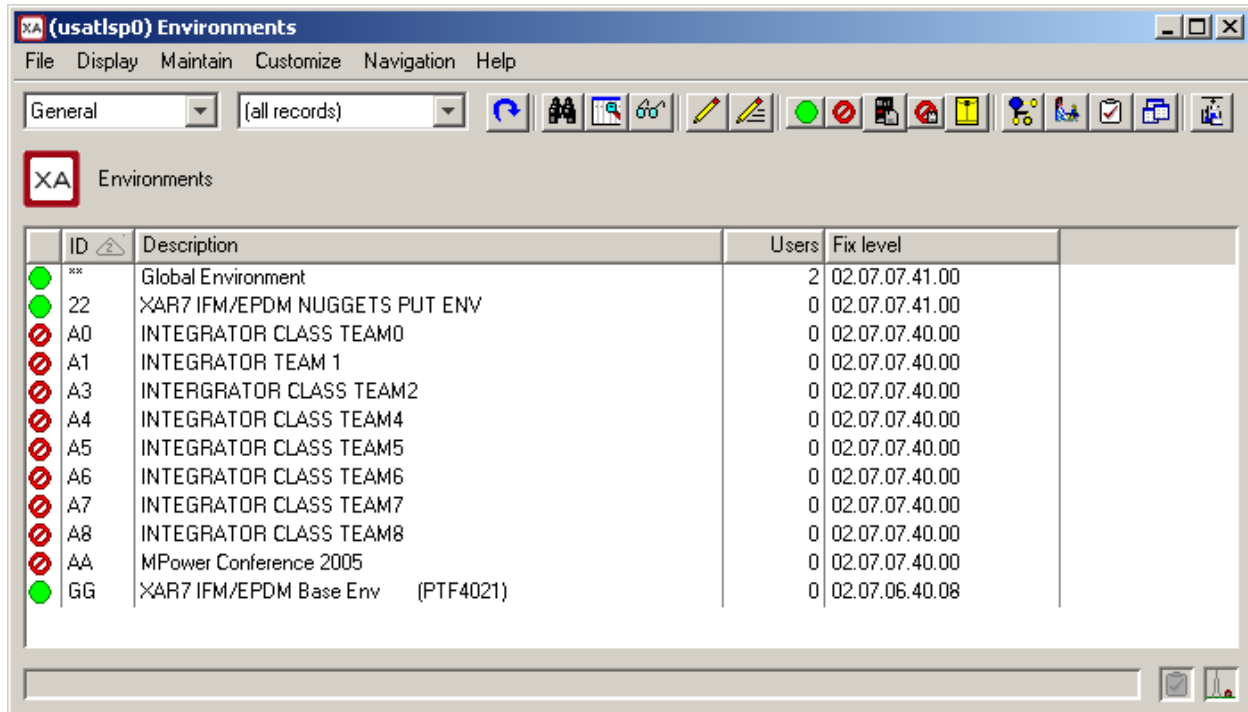 XA (usatlsp0) Environments
File Display Maintain Customize Navigation Help
General (all records)
XA Environments
ID 2 Description Users Fix level
** Global Environment 2 02.07.07.41.00
22 XAR7 IFM/EPDM NUGGETS PUT ENV 0 02.07.07.41.00
A0 INTEGRATOR CLASS TEAM0 0 02.07.07.40.00
A1 INTEGRATOR TEAM 1 0 02.07.07.40.00
A3 INTERGRATOR CLASS TEAM2 0 02.07.07.40.00
A4 INTEGRATOR CLASS TEAM4 0 02.07.07.40.00
A5 INTEGRATOR CLASS TEAM5 0 02.07.07.40.00
A6 INTEGRATOR CLASS TEAM6 0 02.07.07.40.00
A7 INTEGRATOR CLASS TEAM7 0 02.07.07.40.00
A8 INTEGRATOR CLASS TEAM8 0 02.07.07.40.00
AA MPower Conference 2005 0 02.07.07.40.00
GG XAR7 IFM/EPDM Base Env (PTF4021) 0 02.07.06.40.08